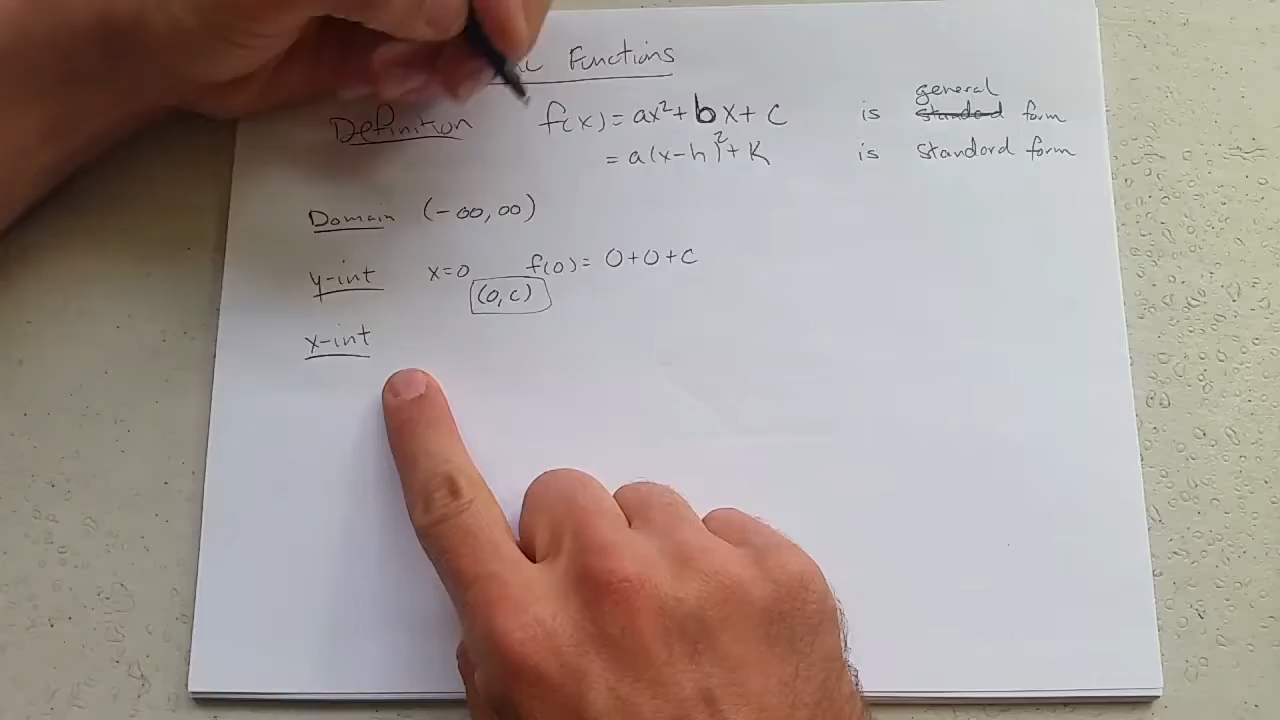 Functions
Definition f(x) = ax²+bx+c is general standard form
= a(x-h)²+k is standard form
Domain (-∞,∞)
y-int x=0 f(0)= 0+0+c
(0,c)
x-int